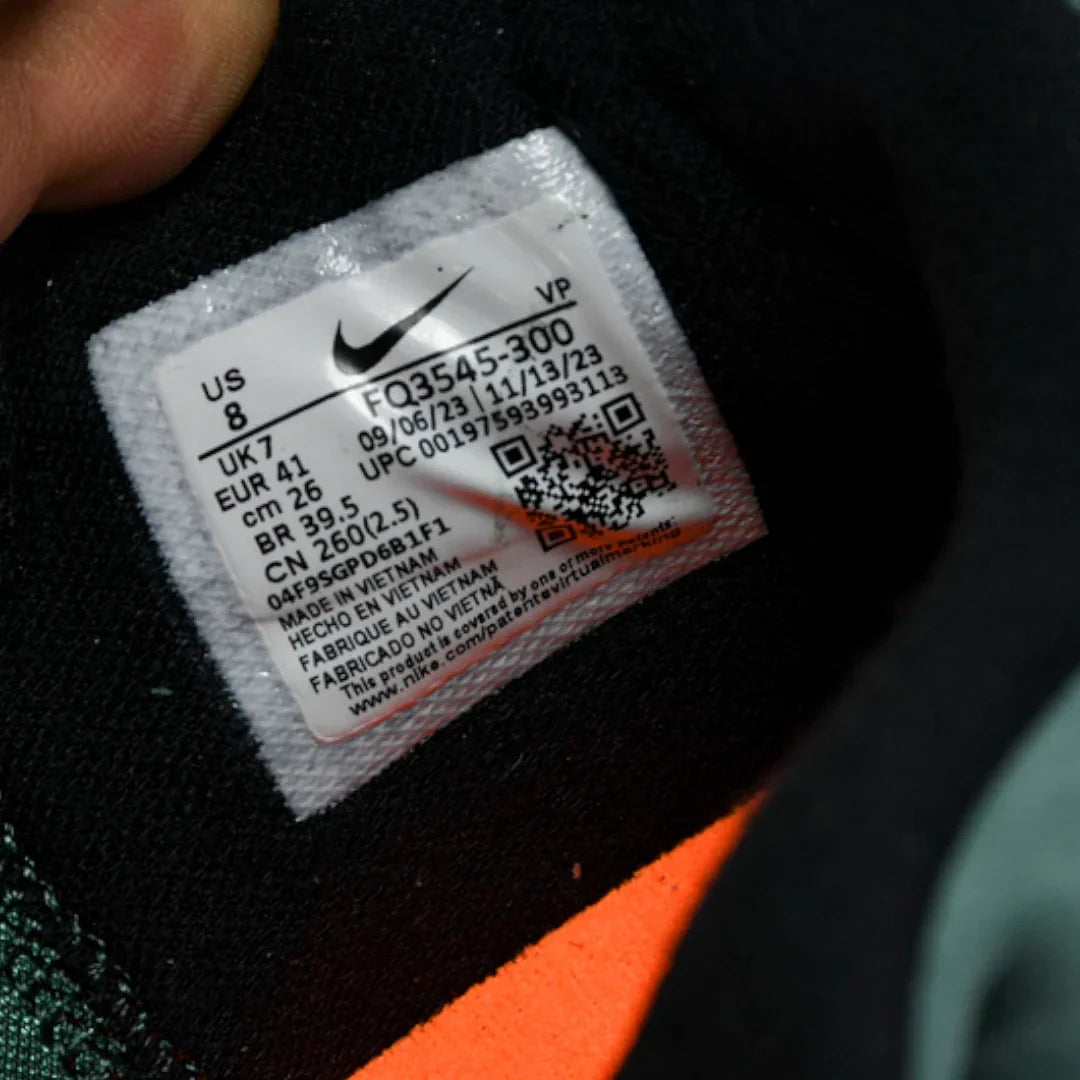 US
8
VP
FQ3545-300
09/06/23 | 11/13/23
UPC 00197593993113
UK 7
EUR 41
cm 26
BR 39.5
CN 260(2.5)
04F9SGPD6B1F1
MADE IN VIETNAM
HECHO EN VIETNAM
FABRIQUE AU VIETNAM
FABRICADO NO VIETNÃ
This product is covered by one or more patents:
www.nike.com/patentevirtualmarking